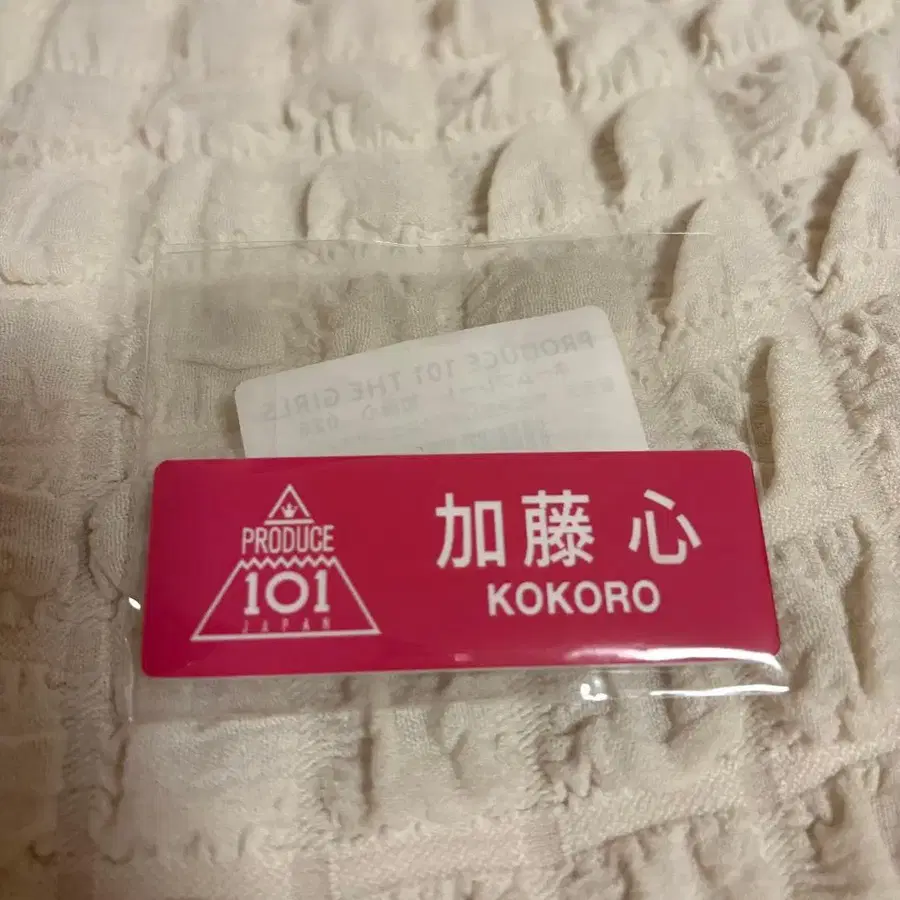 PRODUCE 101 THE GIRLS
PRODUCE
101
JAPAN
加藤 心
KOKORO